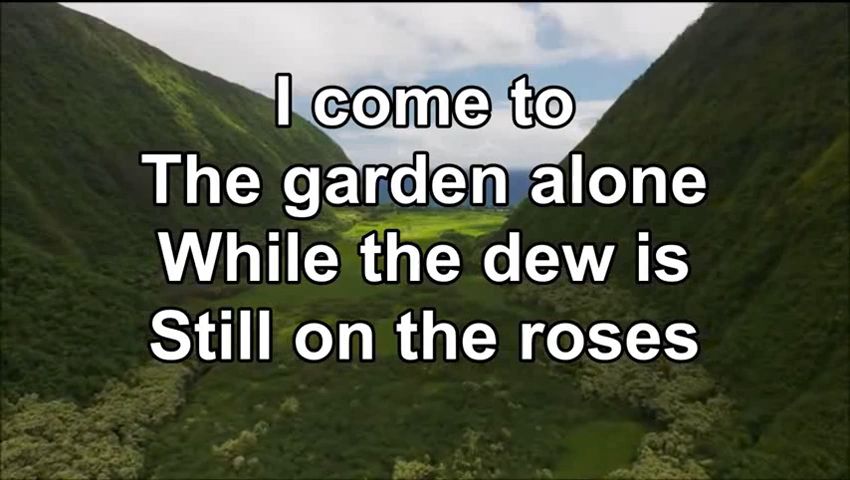 I come to
The garden alone
While the dew is
Still on the roses